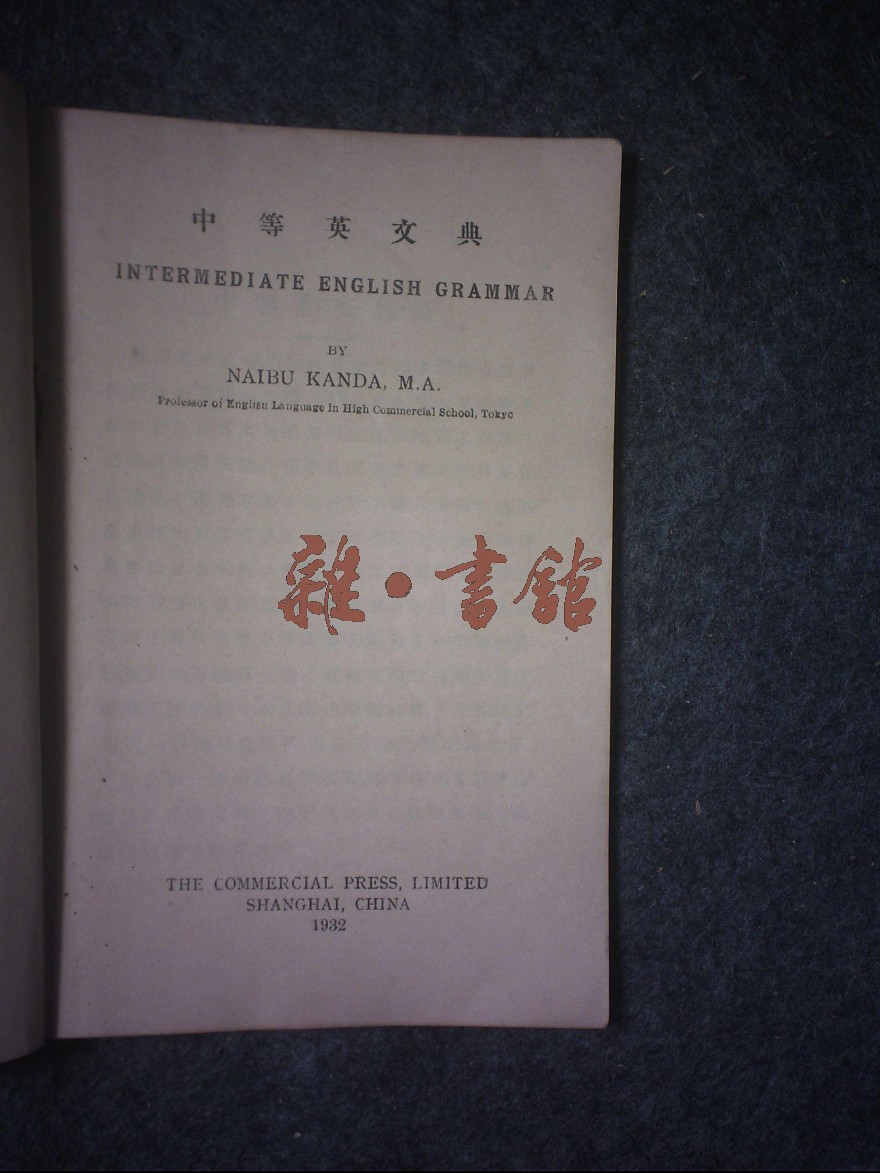 中等英文典
INTERMEDIATE ENGLISH GRAMMAR
BY
NAIBU KANDA, M.A.
Professor of English Language in High Commercial School, Tokyo
雜·書館
THE COMMERCIAL PRESS, LIMITED
SHANGHAI, CHINA
1932